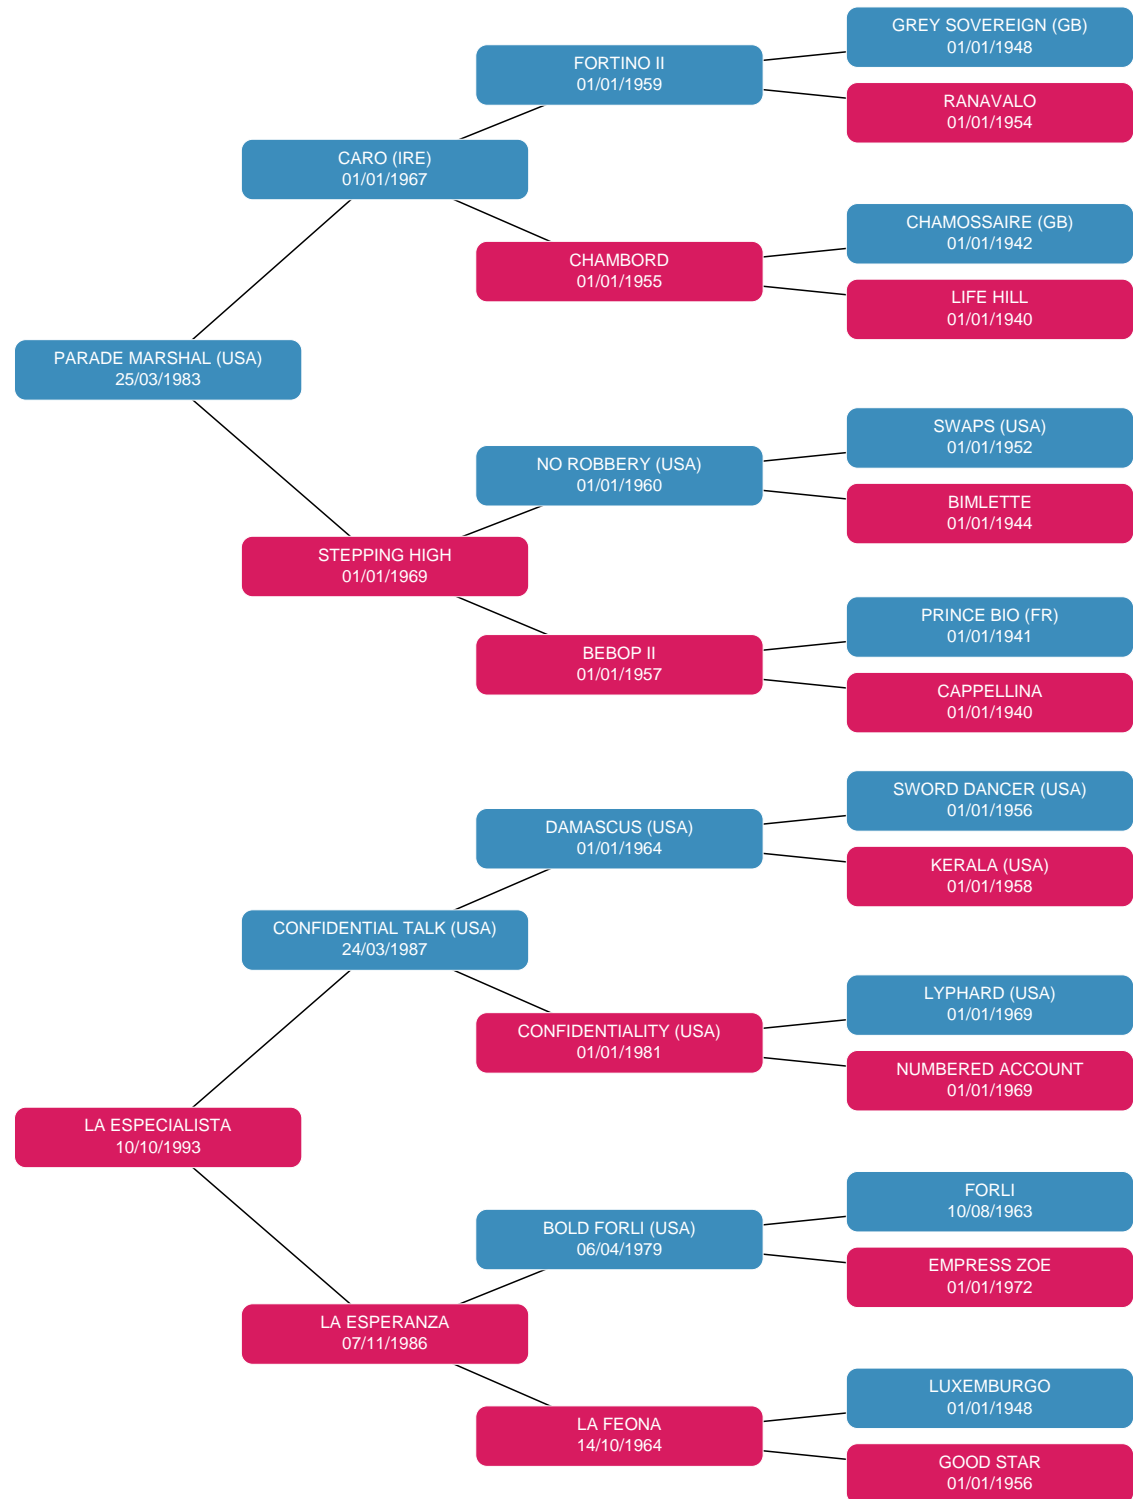 GREY SOVEREIGN (GB)
01/01/1948
FORTINO II
01/01/1959
RANAVALO
01/01/1954
CARO (IRE)
01/01/1967
CHAMOSSAIRE (GB)
01/01/1942
CHAMBORD
01/01/1955
LIFE HILL
01/01/1940
PARADE MARSHAL (USA)
25/03/1983
SWAPS (USA)
01/01/1952
NO ROBBERY (USA)
01/01/1960
BIMLETTE
01/01/1944
STEPPING HIGH
01/01/1969
PRINCE BIO (FR)
01/01/1941
BEBOP II
01/01/1957
CAPPELLINA
01/01/1940
SWORD DANCER (USA)
01/01/1956
DAMASCUS (USA)
01/01/1964
KERALA (USA)
01/01/1958
CONFIDENTIAL TALK (USA)
24/03/1987
LYPHARD (USA)
01/01/1969
CONFIDENTIALITY (USA)
01/01/1981
NUMBERED ACCOUNT
01/01/1969
LA ESPECIALISTA
10/10/1993
FORLI
10/08/1963
BOLD FORLI (USA)
06/04/1979
EMPRESS ZOE
01/01/1972
LA ESPERANZA
07/11/1986
LUXEMBURGO
01/01/1948
LA FEONA
14/10/1964
GOOD STAR
01/01/1956